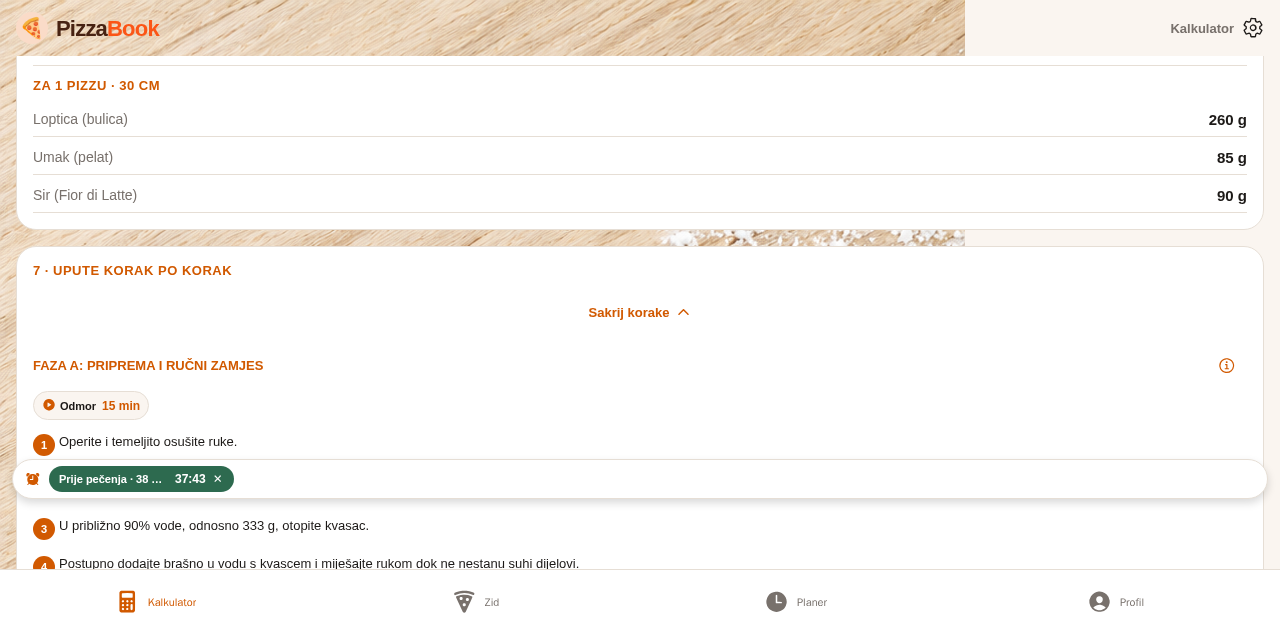 PizzaBook
Kalkulator
ZA 1 PIZZU · 30 CM
Loptica (bulica) 260 g
Umak (pelat) 85 g
Sir (Fior di Latte) 90 g
7 · UPUTE KORAK PO KORAK
Sakrij korake
FAZA A: PRIPREMA I RUČNI ZAMJES
Odmor 15 min
1 Operite i temeljito osušite ruke.
Prije pečenja · 38 ... 37:43 ×
3 U približno 90% vode, odnosno 333 g, otopite kvasac.
4 Postupno dodajte brašno u vodu s kvascem i miješajte rukom dok ne nestanu suhi dijelovi.
Kalkulator Zid Planer Profil